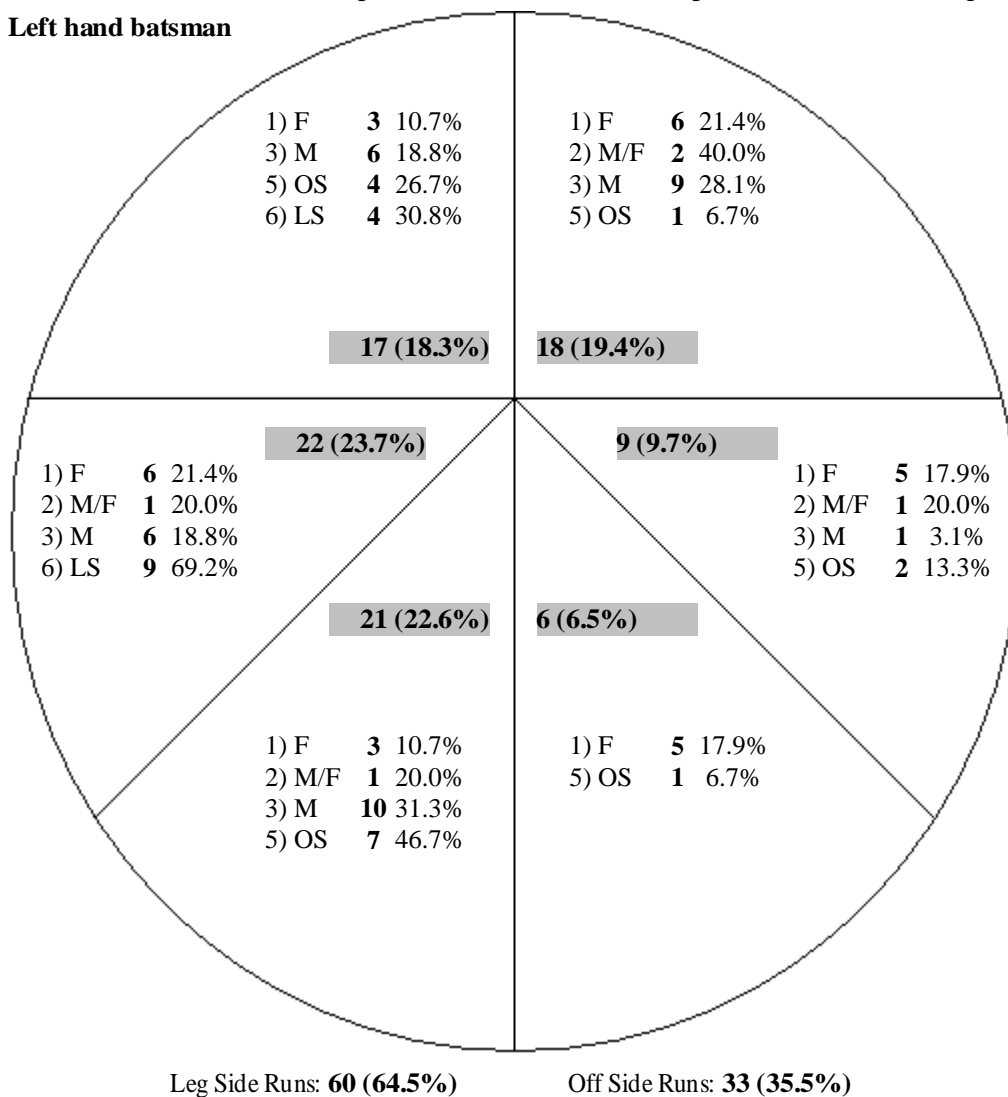 Left hand batsman
1) F 3 10.7%
3) M 6 18.8%
5) OS 4 26.7%
6) LS 4 30.8%
17 (18.3%)
1) F 6 21.4%
2) M/F 2 40.0%
3) M 9 28.1%
5) OS 1 6.7%
18 (19.4%)
22 (23.7%)
1) F 6 21.4%
2) M/F 1 20.0%
3) M 6 18.8%
6) LS 9 69.2%
9 (9.7%)
1) F 5 17.9%
2) M/F 1 20.0%
3) M 1 3.1%
5) OS 2 13.3%
21 (22.6%)
1) F 3 10.7%
2) M/F 1 20.0%
3) M 10 31.3%
5) OS 7 46.7%
6 (6.5%)
1) F 5 17.9%
5) OS 1 6.7%
Leg Side Runs: 60 (64.5%) Off Side Runs: 33 (35.5%)